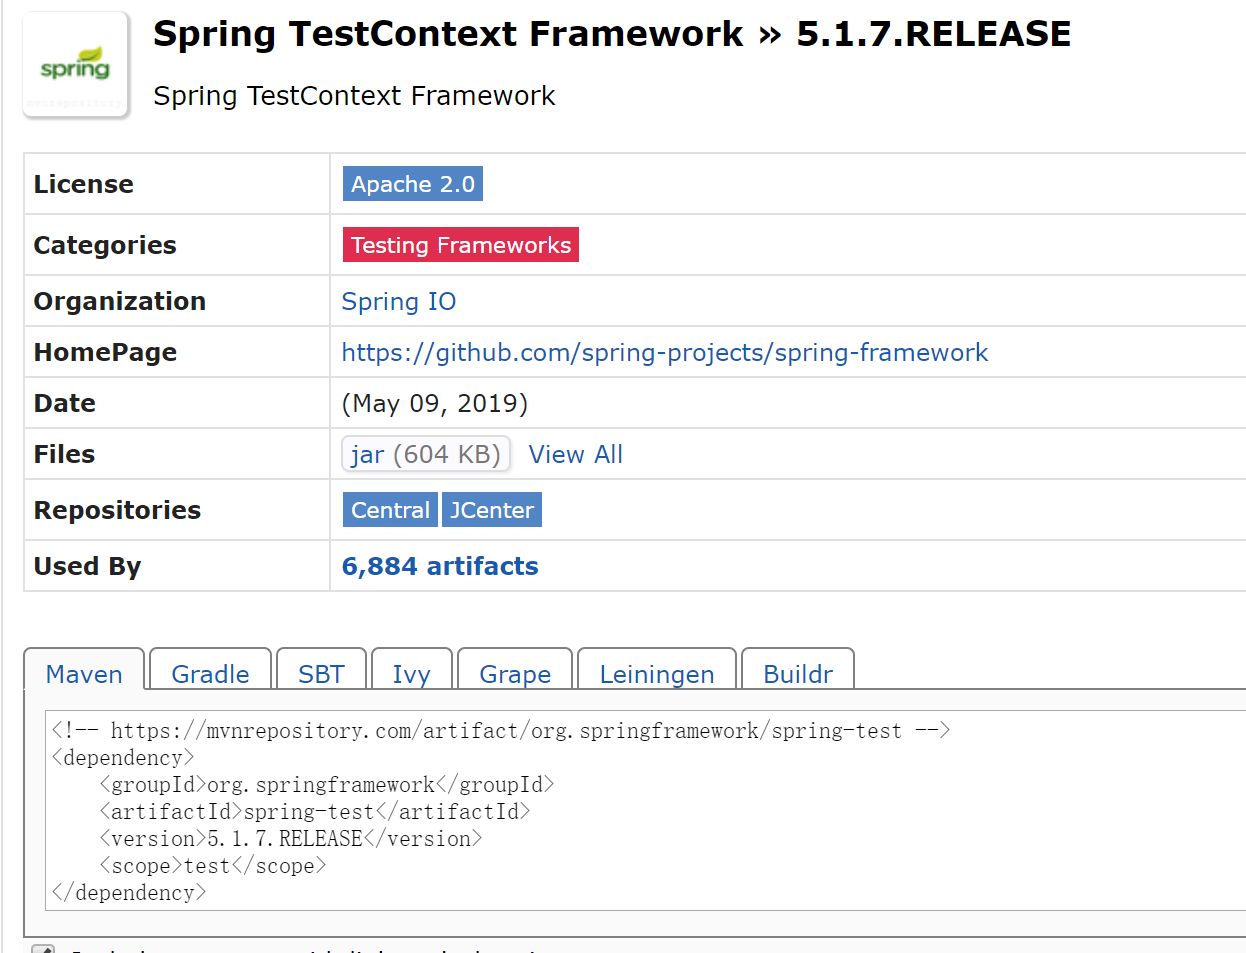 spring
mvnrepository
Spring TestContext Framework » 5.1.7.RELEASE
Spring TestContext Framework
License Apache 2.0
Categories Testing Frameworks
Organization Spring IO
HomePage https://github.com/spring-projects/spring-framework
Date (May 09, 2019)
Files jar (604 KB) View All
Repositories Central JCenter
Used By 6,884 artifacts
Maven Gradle SBT Ivy Grape Leiningen Buildr
<!-- https://mvnrepository.com/artifact/org.springframework/spring-test -->
<dependency>
    <groupId>org.springframework</groupId>
    <artifactId>spring-test</artifactId>
    <version>5.1.7.RELEASE</version>
    <scope>test</scope>
</dependency>